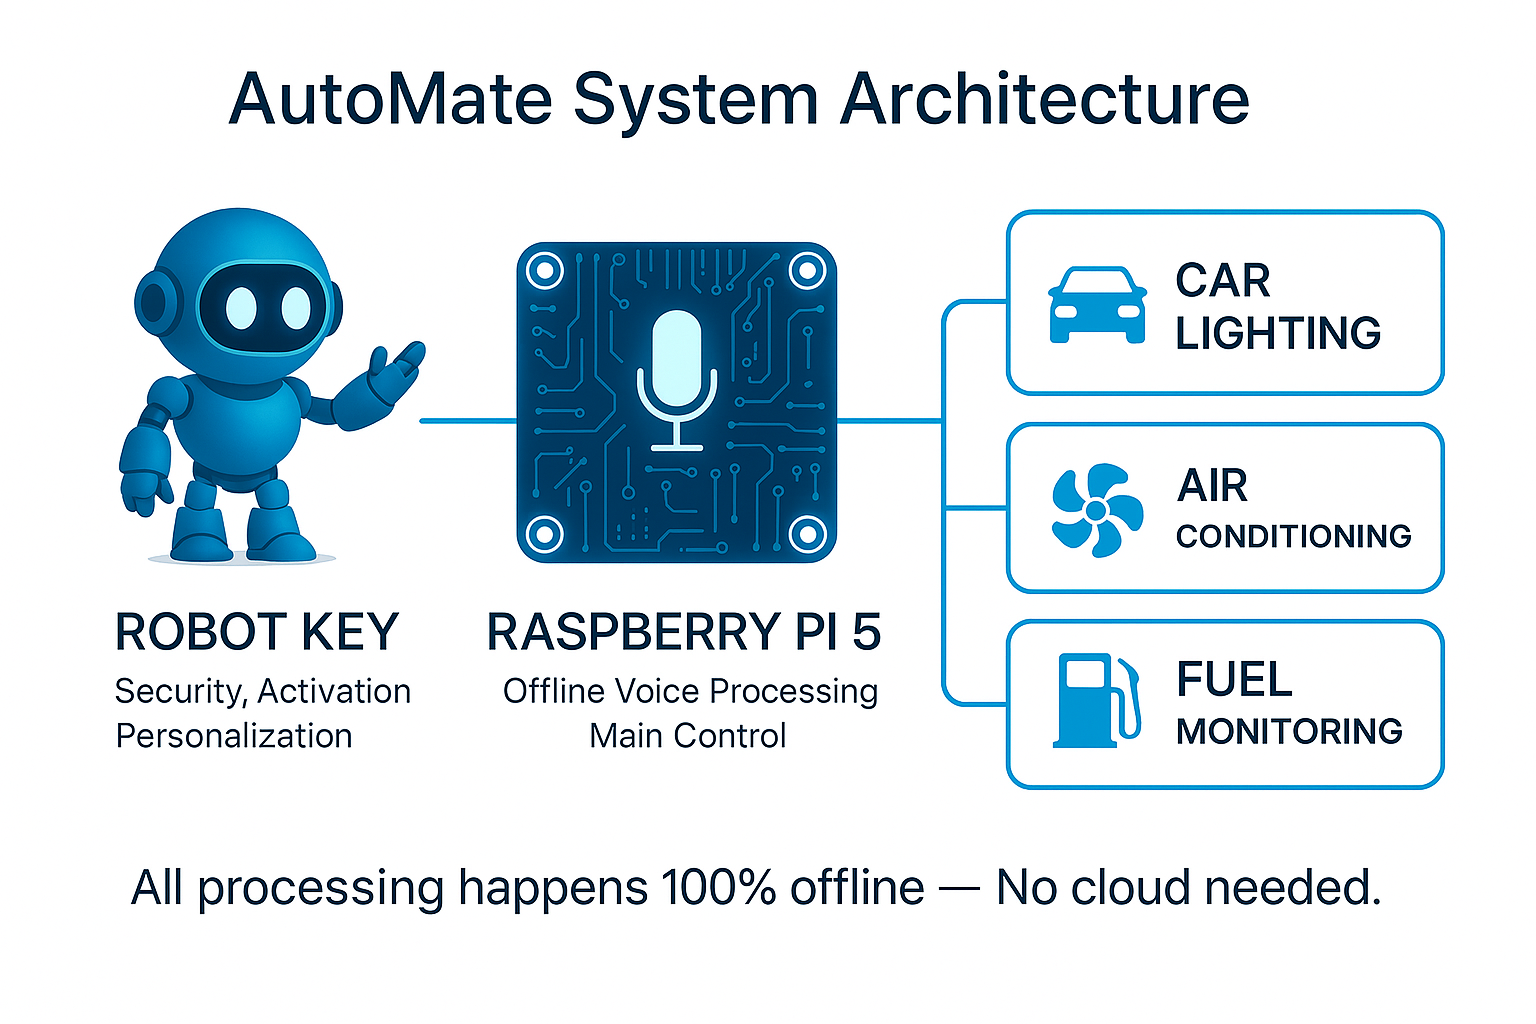 AutoMate System Architecture
ROBOT KEY
Security, Activation
Personalization
RASPBERRY PI 5
Offline Voice Processing
Main Control
CAR
LIGHTING
AIR
CONDITIONING
FUEL
MONITORING
All processing happens 100% offline — No cloud needed.